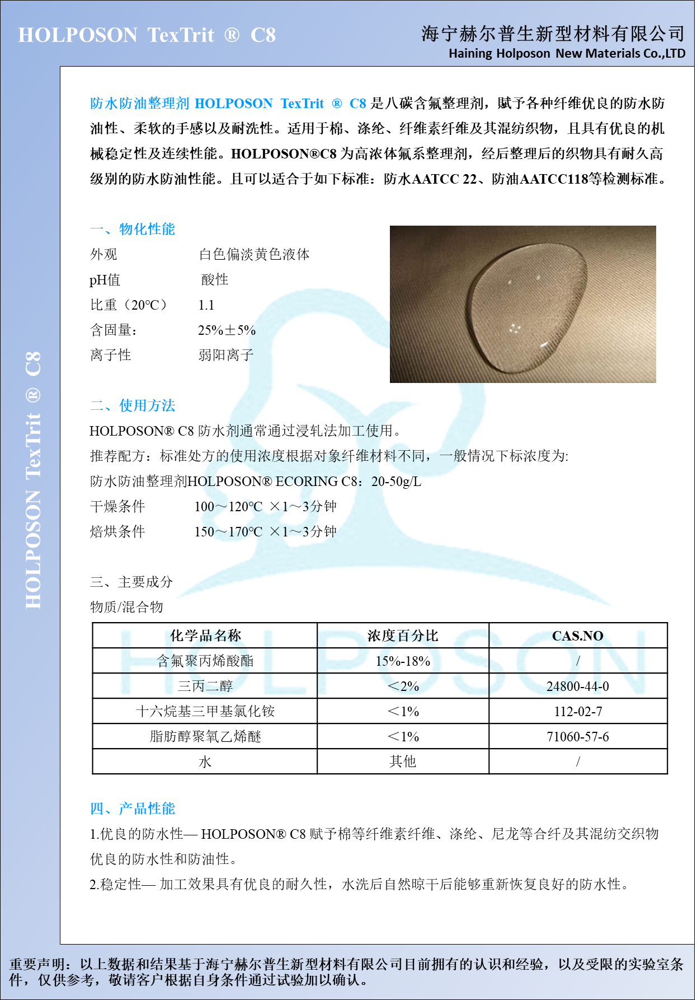 HOLPOSON TexTrit ® C8
海宁赫尔普生新型材料有限公司
Haining Holposon New Materials Co.,LTD
HOLPOSON TexTrit ® C8
防水防油整理剂 HOLPOSON TexTrit ® C8 是八碳含氟整理剂，赋予各种纤维优良的防水防
油性、柔软的手感以及耐洗性。适用于棉、涤纶、纤维素纤维及其混纺织物，且具有优良的机
械稳定性及连续性能。HOLPOSON®C8 为高浓体氟系整理剂，经后整理后的织物具有耐久高
级别的防水防油性能。且可以适合于如下标准：防水AATCC 22、防油AATCC118等检测标准。
一、物化性能
外观 白色偏淡黄色液体
pH值 酸性
比重（20℃） 1.1
含固量： 25%±5%
离子性 弱阳离子
二、使用方法
HOLPOSON® C8 防水剂通常通过浸轧法加工使用。
推荐配方：标准处方的使用浓度根据对象纤维材料不同，一般情况下标浓度为:
防水防油整理剂HOLPOSON® ECORING C8：20-50g/L
干燥条件 100～120℃ ×1～3分钟
焙烘条件 150～170℃ ×1～3分钟
三、主要成分
物质/混合物
化学品名称 浓度百分比 CAS.NO
含氟聚丙烯酸酯 15%-18% /
三丙二醇 ＜2% 24800-44-0
十六烷基三甲基氯化铵 ＜1% 112-02-7
脂肪醇聚氧乙烯醚 ＜1% 71060-57-6
水 其他 /
HOLPOSON
四、产品性能
1.优良的防水性— HOLPOSON® C8 赋予棉等纤维素纤维、涤纶、尼龙等合纤及其混纺交织物
优良的防水性和防油性。
2.稳定性— 加工效果具有优良的耐久性，水洗后自然晾干后能够重新恢复良好的防水性。
重要声明：以上数据和结果基于海宁赫尔普生新型材料有限公司目前拥有的认识和经验，以及受限的实验室条
件，仅供参考，敬请客户根据自身条件通过试验加以确认。